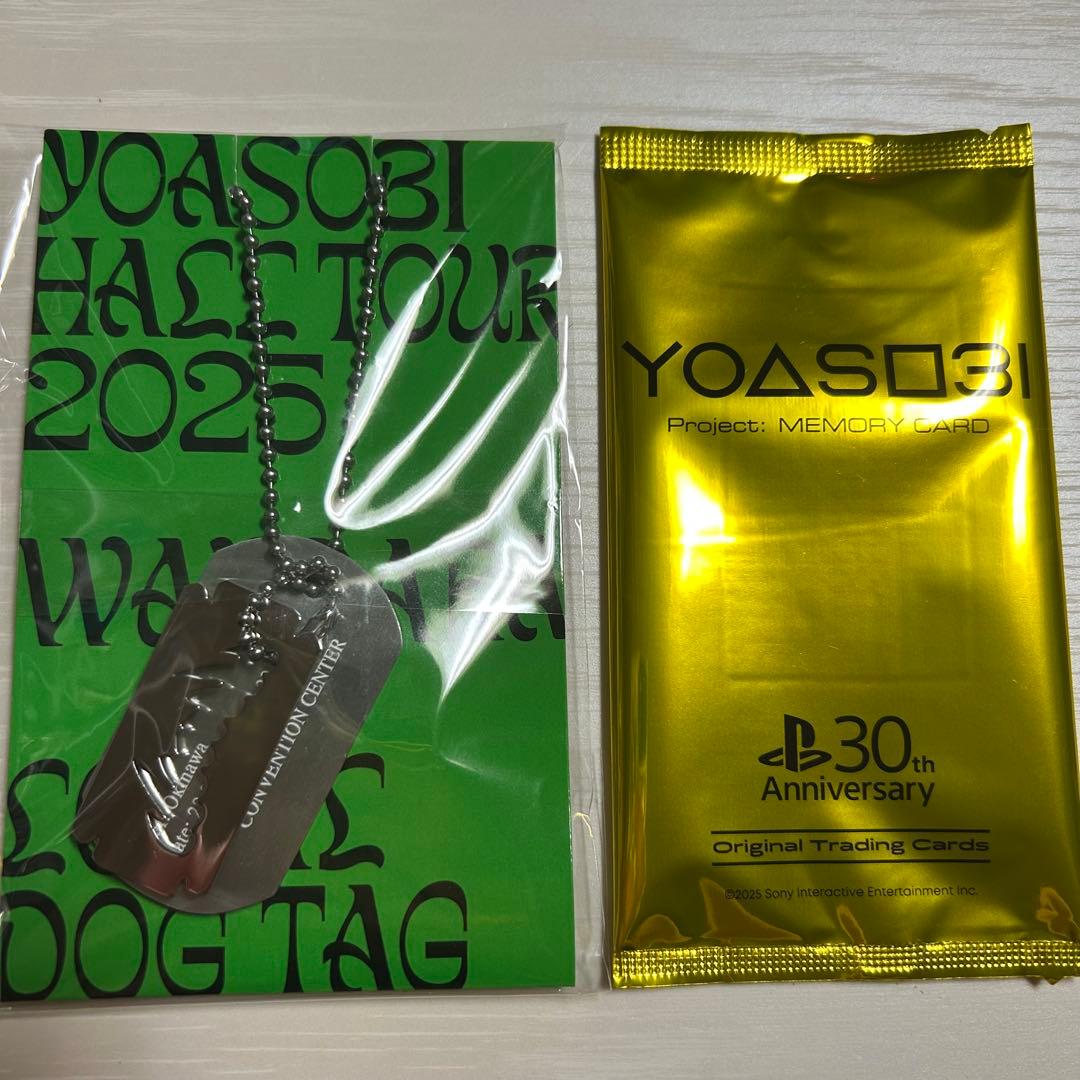 YOASOBI
HALL TOUR
2025
DOG TAG
Okinawa
CONVENTION CENTER
YOASOBI
Project: MEMORY CARD
30th
Anniversary
Original Trading Cards
©2025 Sony Interactive Entertainment Inc.